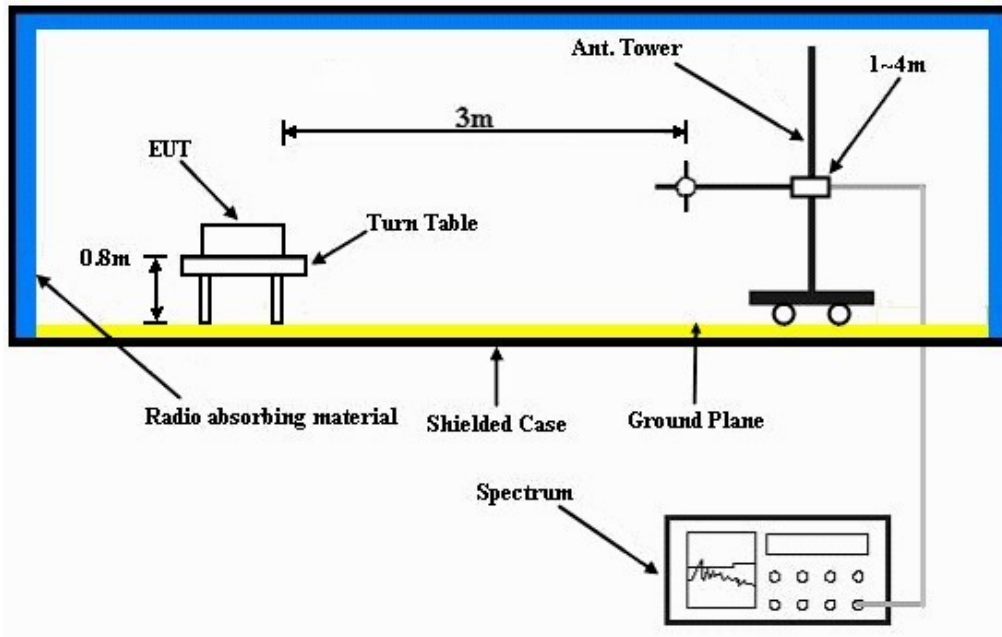 Ant. Tower
1~4m
3m
EUT
Turn Table
0.8m
Radio absorbing material
Shielded Case
Ground Plane
Spectrum